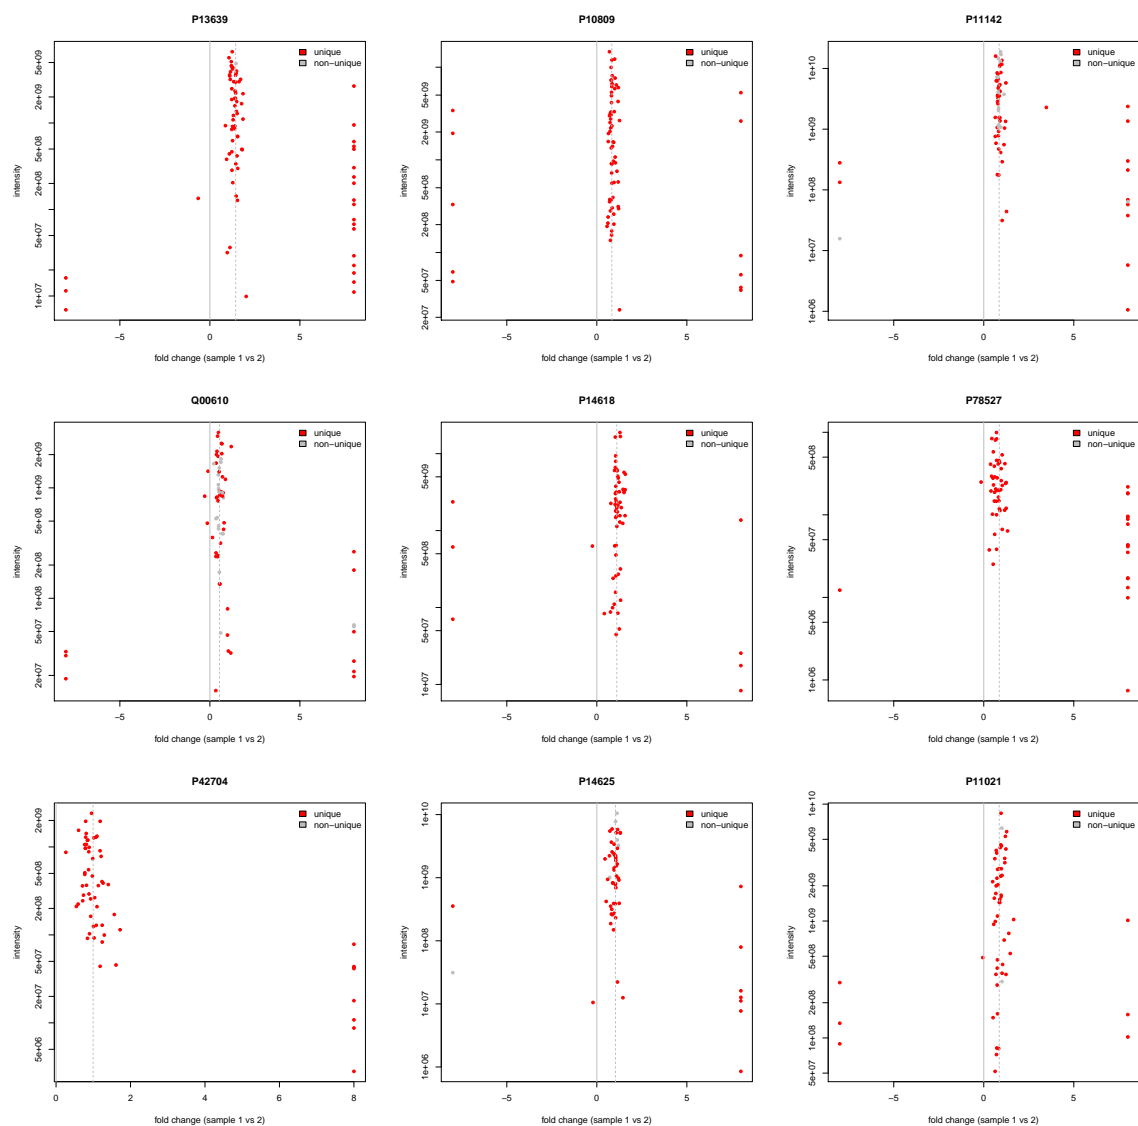 P13639
unique
non−unique
intensity
1e+07
5e+07
2e+08
5e+08
2e+09
5e+09
−5
0
5
fold change (sample 1 vs 2)
P10809
unique
non−unique
intensity
2e+07
5e+07
2e+08
5e+08
2e+09
5e+09
−5
0
5
fold change (sample 1 vs 2)
P11142
unique
non−unique
intensity
1e+06
1e+07
1e+08
1e+09
1e+10
−5
0
5
fold change (sample 1 vs 2)
Q00610
unique
non−unique
intensity
2e+07
5e+07
1e+08
2e+08
5e+08
1e+09
2e+09
−5
0
5
fold change (sample 1 vs 2)
P14618
unique
non−unique
intensity
1e+07
5e+07
5e+08
5e+09
−5
0
5
fold change (sample 1 vs 2)
P78527
unique
non−unique
intensity
1e+06
5e+06
5e+07
5e+08
−5
0
5
fold change (sample 1 vs 2)
P42704
unique
non−unique
intensity
5e+06
2e+07
5e+07
2e+08
5e+08
2e+09
0
2
4
6
8
fold change (sample 1 vs 2)
P14625
unique
non−unique
intensity
1e+06
1e+07
1e+08
1e+09
1e+10
−5
0
5
fold change (sample 1 vs 2)
P11021
unique
non−unique
intensity
5e+07
1e+08
2e+08
5e+08
1e+09
2e+09
5e+09
1e+10
−5
0
5
fold change (sample 1 vs 2)